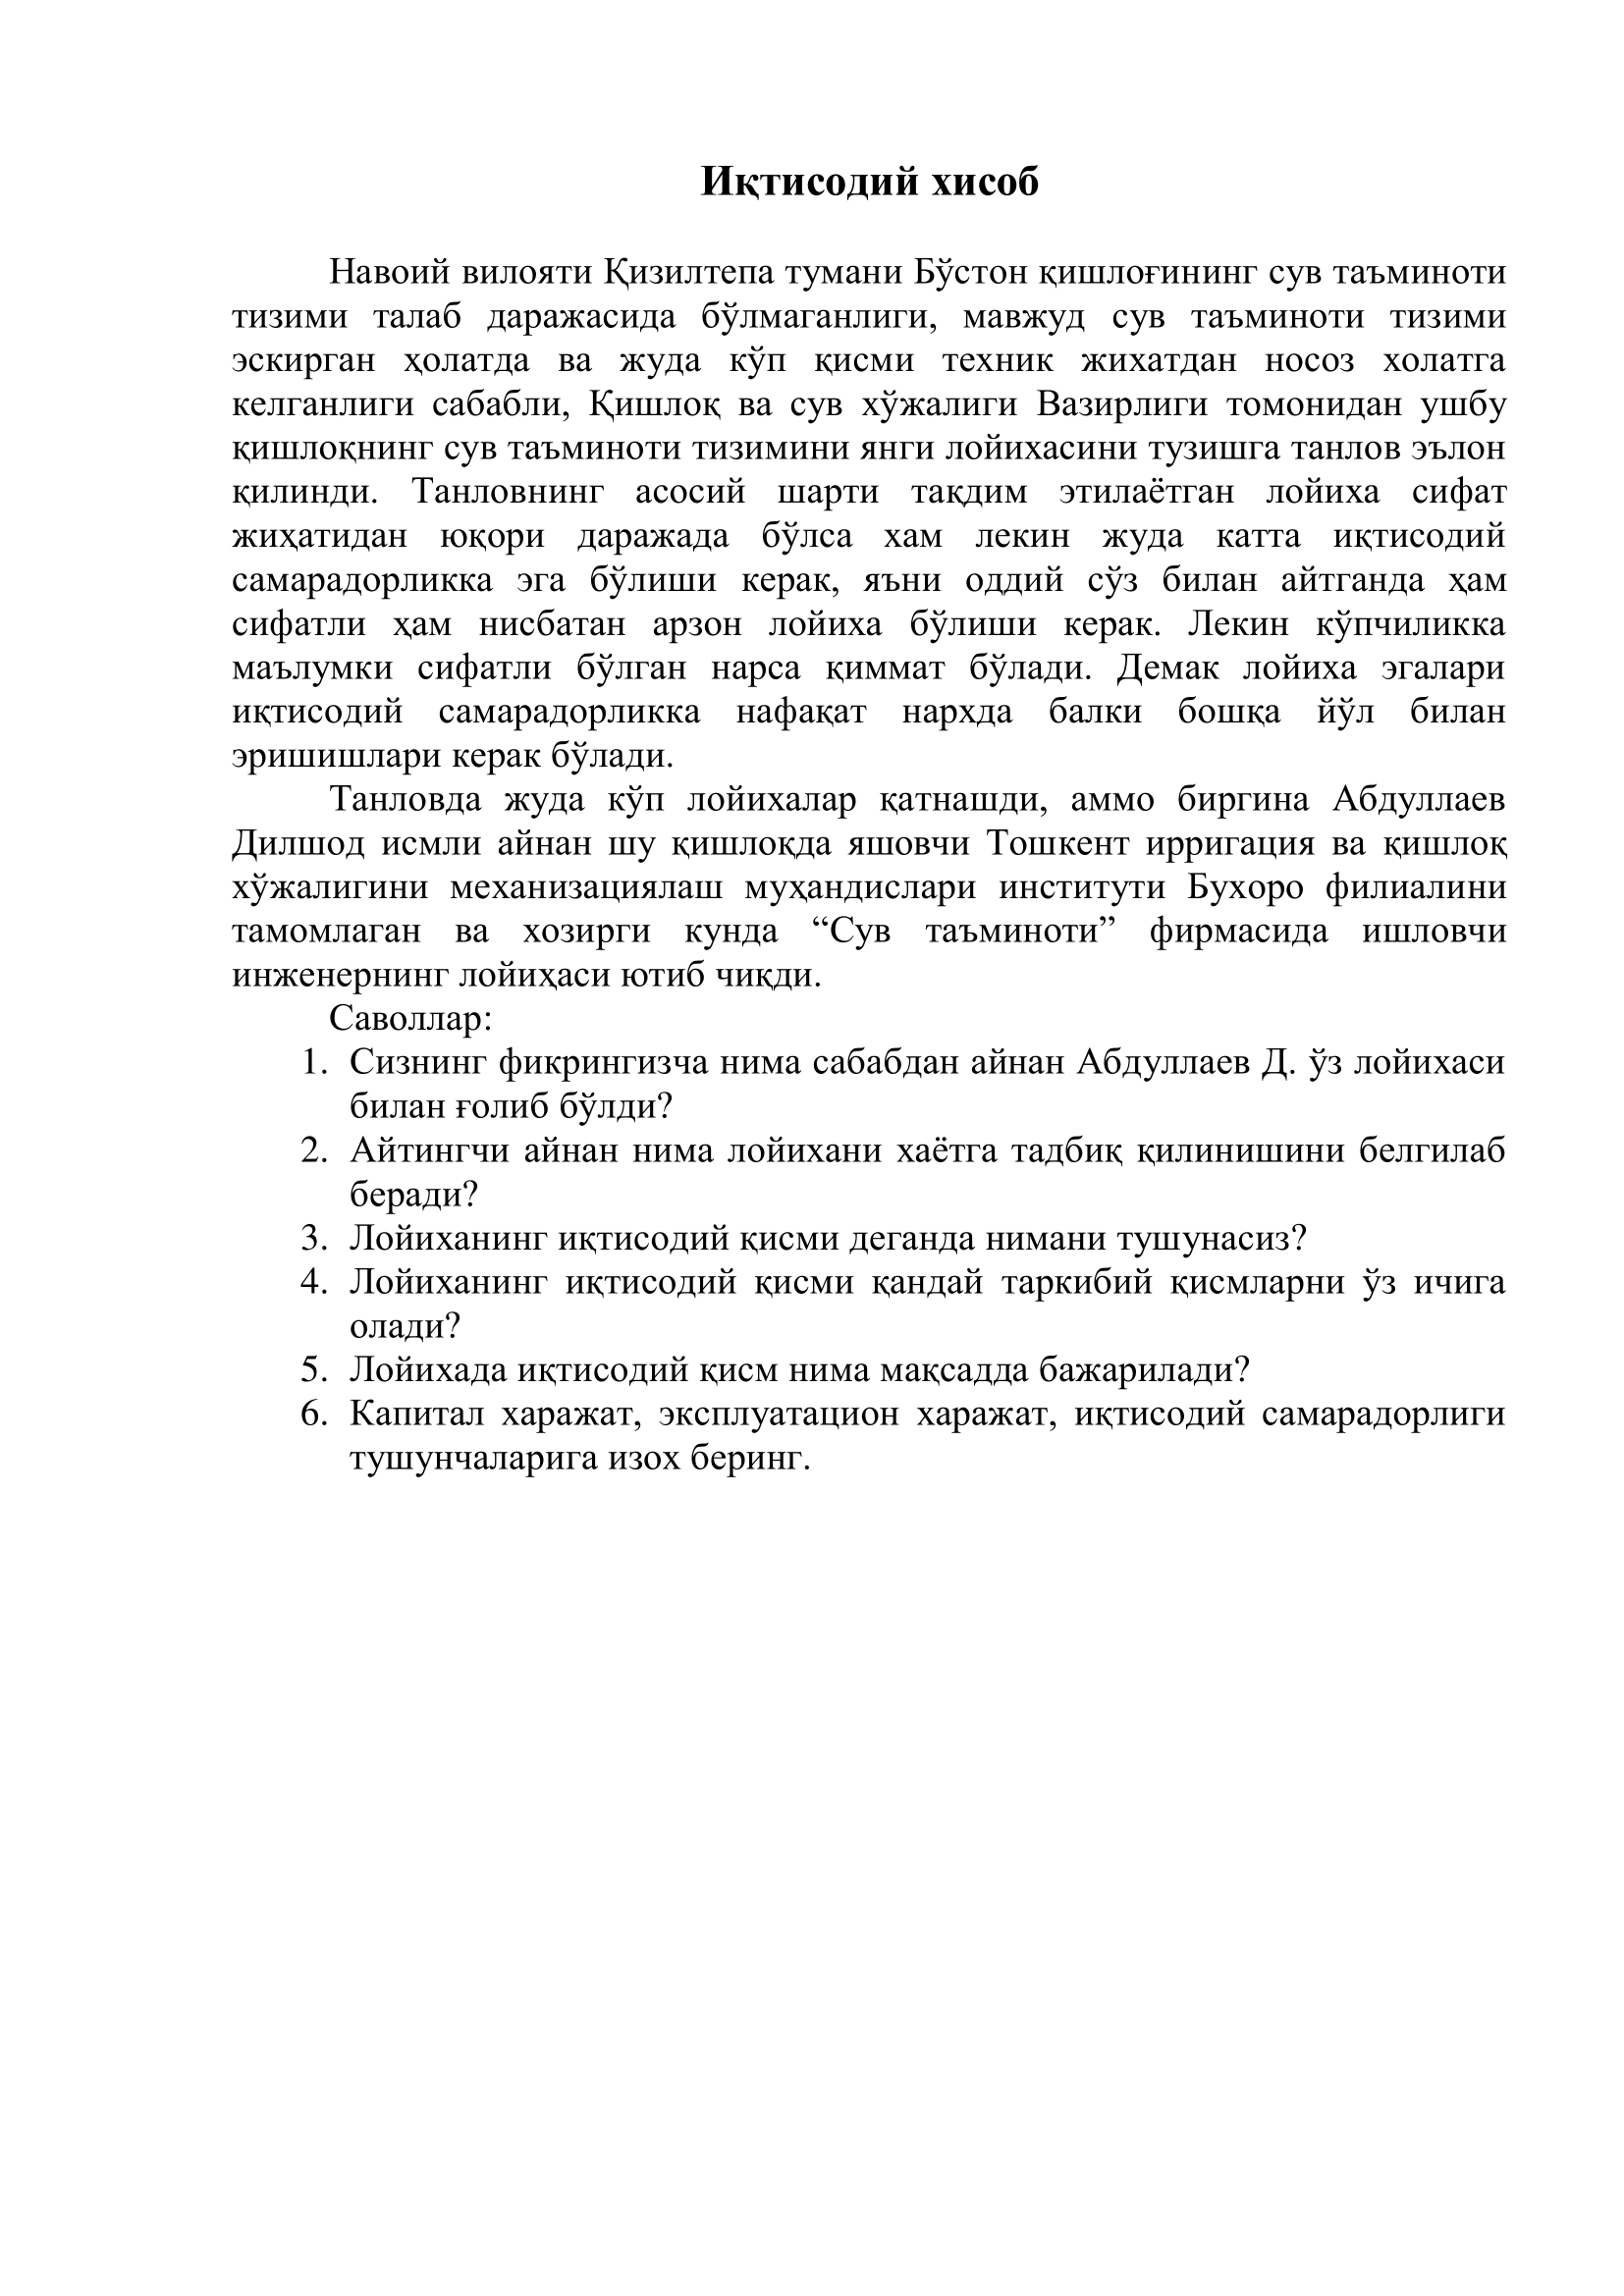 Иқтисодий хисоб
Навоий вилояти Қизилтепа тумани Бўстон қишлоғининг сув таъминоти
тизими талаб даражасида бўлмаганлиги, мавжуд сув таъминоти тизими
эскирган ҳолатда ва жуда кўп қисми техник жихатдан носоз холатга
келганлиги сабабли, Қишлоқ ва сув хўжалиги Вазирлиги томонидан ушбу
қишлоқнинг сув таъминоти тизимини янги лойихасини тузишга танлов эълон
қилинди. Танловнинг асосий шарти тақдим этилаётган лойиха сифат
жиҳатидан юқори даражада бўлса хам лекин жуда катта иқтисодий
самарадорликка эга бўлиши керак, яъни оддий сўз билан айтганда ҳам
сифатли ҳам нисбатан арзон лойиха бўлиши керак. Лекин кўпчиликка
маълумки сифатли бўлган нарса қиммат бўлади. Демак лойиха эгалари
иқтисодий самарадорликка нафақат нархда балки бошқа йўл билан
эришишлари керак бўлади.
Танловда жуда кўп лойихалар қатнашди, аммо биргина Абдуллаев
Дилшод исмли айнан шу қишлоқда яшовчи Тошкент ирригация ва қишлоқ
хўжалигини механизациялаш муҳандислари институти Бухоро филиалини
тамомлаган ва хозирги кунда “Сув таъминоти” фирмасида ишловчи
инженернинг лойиҳаси ютиб чиқди.
Саволлар:
1. Сизнинг фикрингизча нима сабабдан айнан Абдуллаев Д. ўз лойихаси
билан ғолиб бўлди?
2. Айтингчи айнан нима лойихани хаётга тадбиқ қилинишини белгилаб
беради?
3. Лойиханинг иқтисодий қисми деганда нимани тушунасиз?
4. Лойиханинг иқтисодий қисми қандай таркибий қисмларни ўз ичига
олади?
5. Лойихада иқтисодий қисм нима мақсадда бажарилади?
6. Капитал харажат, эксплуатацион харажат, иқтисодий самарадорлиги
тушунчаларига изох беринг.